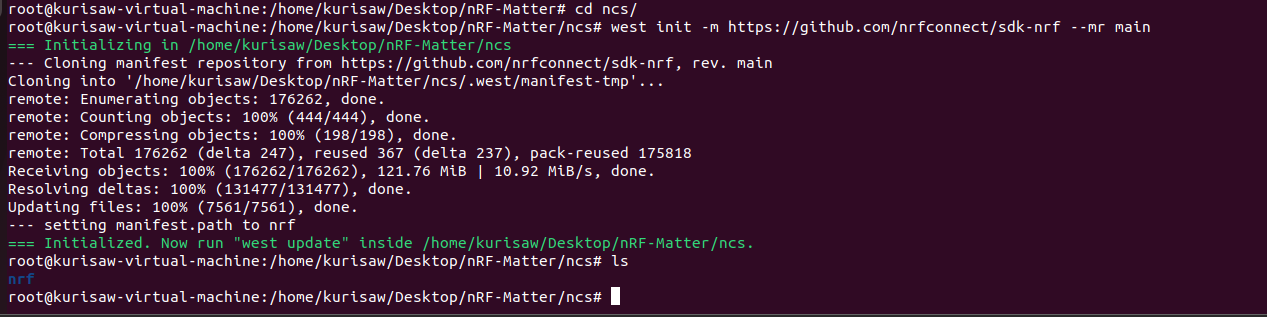 root@kurisaw-virtual-machine:/home/kurisaw/Desktop/nRF-Matter# cd ncs/
root@kurisaw-virtual-machine:/home/kurisaw/Desktop/nRF-Matter/ncs# west init -m https://github.com/nrfconnect/sdk-nrf --mr main
=== Initializing in /home/kurisaw/Desktop/nRF-Matter/ncs
--- Cloning manifest repository from https://github.com/nrfconnect/sdk-nrf, rev. main
Cloning into '/home/kurisaw/Desktop/nRF-Matter/ncs/.west/manifest-tmp'...
remote: Enumerating objects: 176262, done.
remote: Counting objects: 100% (444/444), done.
remote: Compressing objects: 100% (198/198), done.
remote: Total 176262 (delta 247), reused 367 (delta 237), pack-reused 175818
Receiving objects: 100% (176262/176262), 121.76 MiB | 10.92 MiB/s, done.
Resolving deltas: 100% (131477/131477), done.
Updating files: 100% (7561/7561), done.
--- setting manifest.path to nrf
=== Initialized. Now run "west update" inside /home/kurisaw/Desktop/nRF-Matter/ncs.
root@kurisaw-virtual-machine:/home/kurisaw/Desktop/nRF-Matter/ncs# ls
nrf
root@kurisaw-virtual-machine:/home/kurisaw/Desktop/nRF-Matter/ncs#